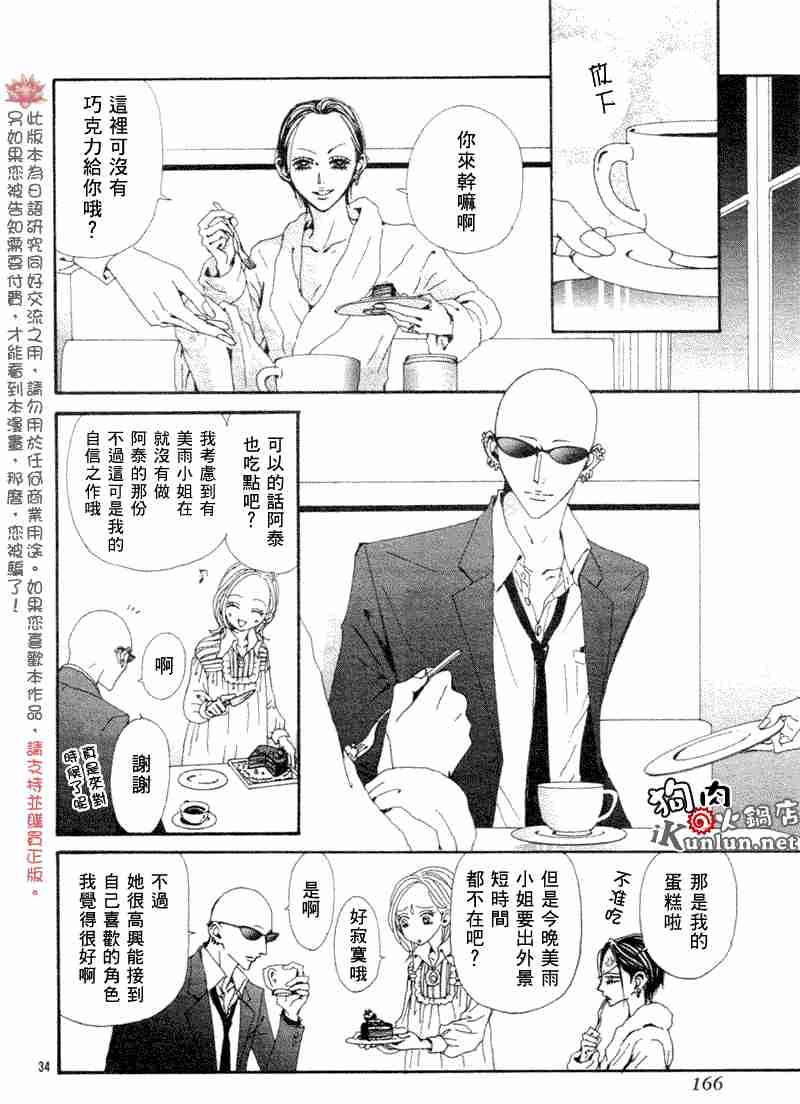 放下
你來幹嘛啊
這裡可沒有
巧克力給你哦？
可以的話阿泰
也吃點吧？
我考慮到有
美雨小姐在
就沒有做
阿泰的那份
不過這可是我的
自信之作哦
啊
謝謝
真是來對
時候了呢
那是我的
蛋糕啦
不准吃
但是今晚美雨
小姐要出外景
短時間
都不在吧？
好寂寞哦
是啊
不過
她很高興能接到
自己喜歡的角色
我覺得很好啊
34
166
狗肉
火鍋店
iKunlun.net
此版本為日語研究同好交流之用，請勿用於任何商業用途。如果您喜歡本作品，請支持並購買正版。
另如果您被告知需要付費，才能看到本漫畫，那麼，您被騙了！